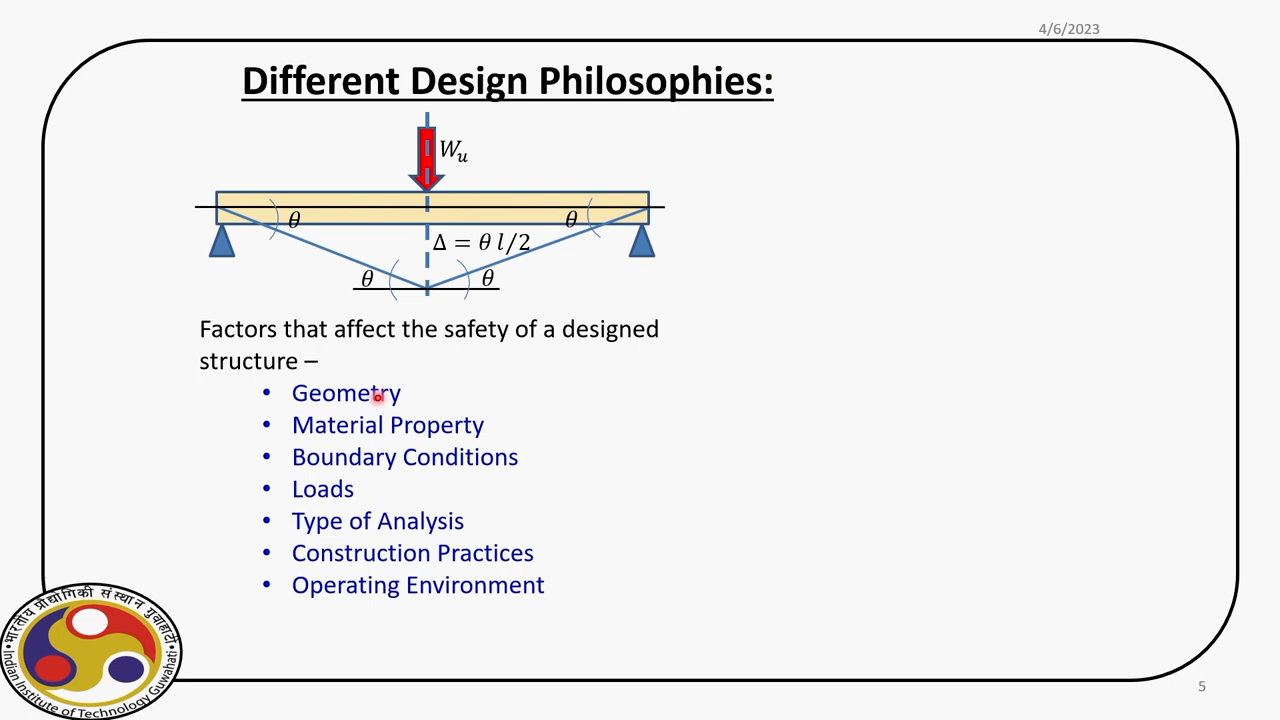 4/6/2023
Different Design Philosophies:
W_u
θ θ
Δ = θ l/2
θ θ
Factors that affect the safety of a designed
structure –
• Geometry
• Material Property
• Boundary Conditions
• Loads
• Type of Analysis
• Construction Practices
• Operating Environment
भारतीय प्रौद्योगिकी संस्थान गुवाहाटी
Indian Institute of Technology Guwahati
5